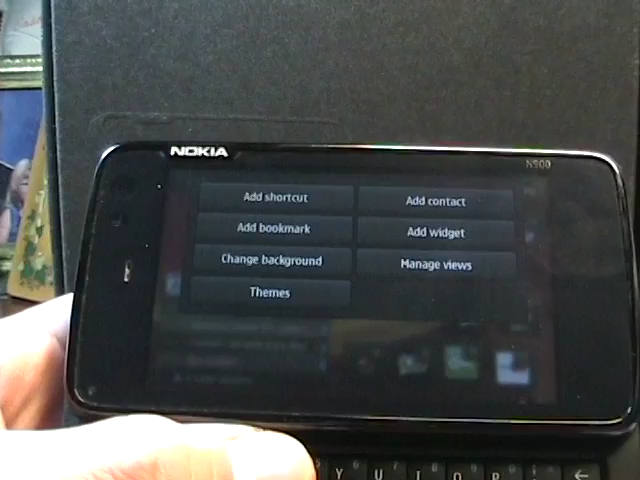 NOKIA
N900
Add shortcut
Add contact
Add bookmark
Add widget
Change background
Manage views
Themes
Y U I O P ←